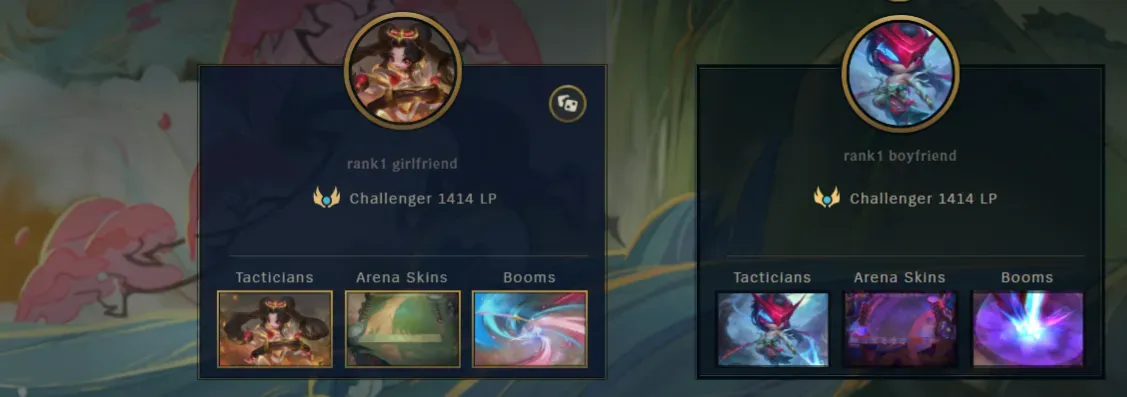 rank1 girlfriend
Challenger 1414 LP
Tacticians Arena Skins Booms
rank1 boyfriend
Challenger 1414 LP
Tacticians Arena Skins Booms